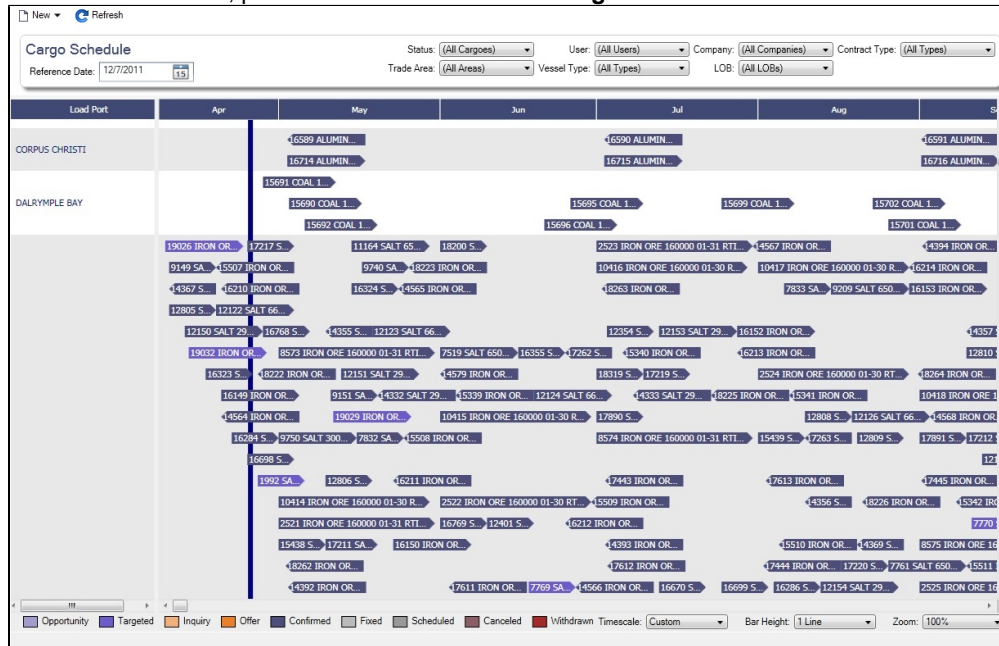 New Refresh
Cargo Schedule
Status: (All Cargoes) User: (All Users) Company: (All Companies) Contract Type: (All Types)
Reference Date: 12/7/2011 15 Trade Area: (All Areas) Vessel Type: (All Types) LOB: (All LOBs)
Load Port Apr May Jun Jul Aug
16589 ALUMIN... 16590 ALUMIN... 16591 ALUMIN...
CORPUS CHRISTI
16714 ALUMIN... 16715 ALUMIN... 16716 ALUMIN...
15691 COAL 1...
DALRYMPLE BAY 15690 COAL 1... 15695 COAL 1... 15699 COAL 1... 15702 COAL 1...
15692 COAL 1... 15696 COAL 1... 15701 COAL 1...
19026 IRON OR... 17217 S... 11164 SALT 65... 18200 S... 2523 IRON ORE 160000 01-31 RTI... 14567 IRON OR... 14394 IRON OR...
9149 SA... 15507 IRON OR... 9740 SA... 18223 IRON OR... 10416 IRON ORE 160000 01-30 R... 10417 IRON ORE 160000 01-30 R... 16214 IRON OR...
14367 S... 16210 IRON OR... 16324 S... 14565 IRON OR... 18263 IRON OR... 7833 SA... 9209 SALT 650... 16153 IRON OR...
12805 S... 12122 SALT 66...
12150 SALT 29... 16768 S... 14355 S... 12123 SALT 66... 12354 S... 12153 SALT 29... 16152 IRON OR... 14357
19032 IRON OR... 8573 IRON ORE 160000 01-31 RTI... 7519 SALT 650... 16355 S... 17262 S... 15340 IRON OR... 16213 IRON OR... 12810
16323 S... 18222 IRON OR... 12151 SALT 29... 14579 IRON OR... 18319 S... 17219 S... 2524 IRON ORE 160000 01-30 RT... 18264 IRON OR...
16149 IRON OR... 9151 SA... 14332 SALT 29... 15339 IRON OR... 12124 SALT 66... 14333 SALT 29... 18225 IRON OR... 15341 IRON OR... 10418 IRON ORE 1
14564 IRON OR... 19029 IRON OR... 10415 IRON ORE 160000 01-30 R... 17890 S... 12808 S... 12126 SALT 66... 14568 IRON OR
16284 S... 9750 SALT 300... 7832 SA... 15508 IRON OR... 8574 IRON ORE 160000 01-31 RTI... 15439 S... 17263 S... 12809 S... 17891 S... 17212
16698 S... 121
1992 SA... 12806 S... 16211 IRON OR... 17443 IRON OR... 17613 IRON OR... 17445 IRON OR...
10414 IRON ORE 160000 01-30 R... 2522 IRON ORE 160000 01-30 RT... 15509 IRON OR... 14356 S... 18226 IRON OR... 15342 IRO
2521 IRON ORE 160000 01-31 RTI... 16769 S... 12401 S... 16212 IRON OR... 7770
15438 S... 17211 SA... 16150 IRON OR... 14393 IRON OR... 15510 IRON OR... 14369 S... 8575 IRON ORE 16
18262 IRON OR... 17612 IRON OR... 17444 IRON OR... 17220 S... 7761 SALT 650... 15511
14392 IRON OR... 17611 IRON OR... 7769 SA... 14566 IRON OR... 16670 S... 16699 S... 16286 S... 12154 SALT 29... 2525 IRON ORE 16
Opportunity Targeted Inquiry Offer Confirmed Fixed Scheduled Canceled Withdrawn Timescale: Custom Bar Height: 1 Line Zoom: 100%